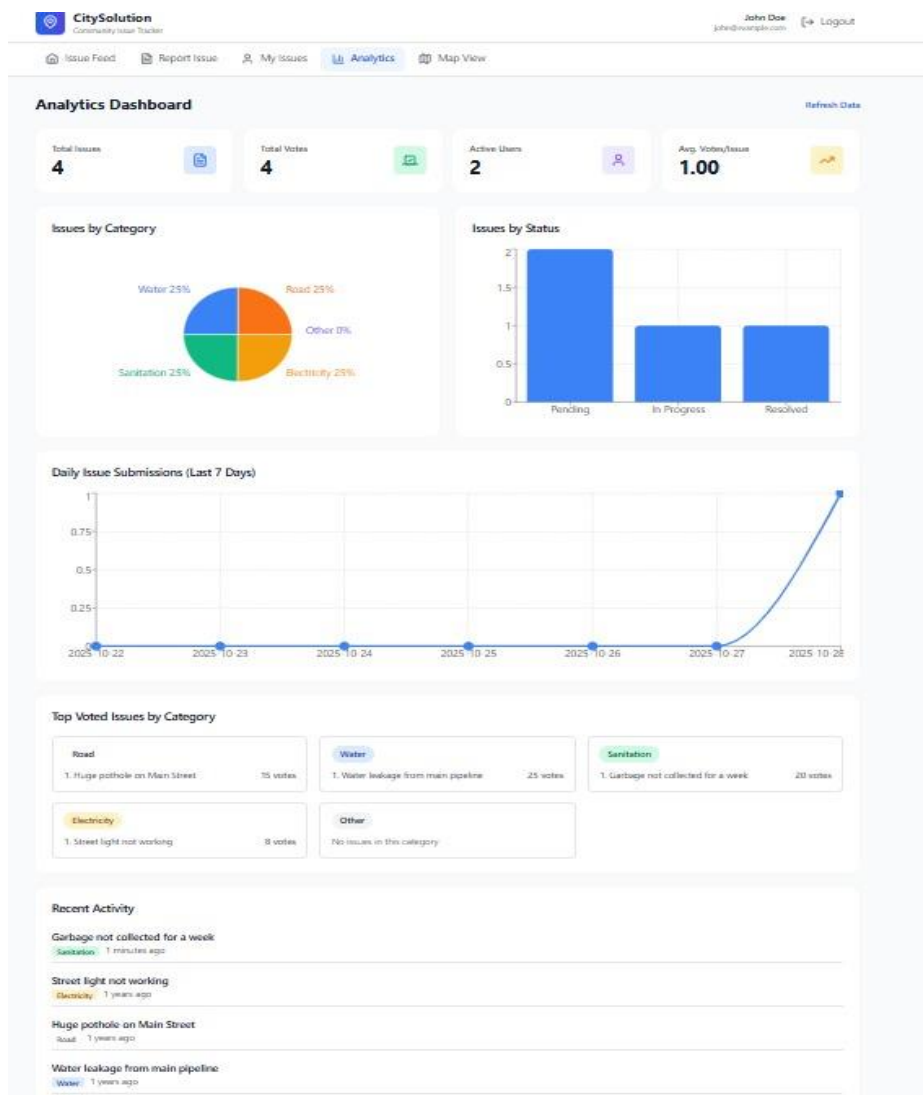 CitySolution
Community Issue Tracker
John Doe
john@example.com
Logout
Issue Feed
Report Issue
My Issues
Analytics
Map View
Analytics Dashboard
Refresh Data
Total Issues
4
Total Votes
4
Active Users
2
Avg. Votes/Issue
1.00
Issues by Category
Water 25%
Road 25%
Other 0%
Sanitation 25%
Electricity 25%
Issues by Status
2
1.5
1
0.5
0
Pending
In Progress
Resolved
Daily Issue Submissions (Last 7 Days)
1
0.75
0.5
0.25
0
2025-10-22
2025-10-23
2025-10-24
2025-10-25
2025-10-26
2025-10-27
2025-10-28
Top Voted Issues by Category
Road
1. Huge pothole on Main Street
15 votes
Water
1. Water leakage from main pipeline
25 votes
Sanitation
1. Garbage not collected for a week
20 votes
Electricity
1. Street light not working
8 votes
Other
No issues in this category
Recent Activity
Garbage not collected for a week
Sanitation 1 minutes ago
Street light not working
Electricity 1 years ago
Huge pothole on Main Street
Road 1 years ago
Water leakage from main pipeline
Water 1 years ago